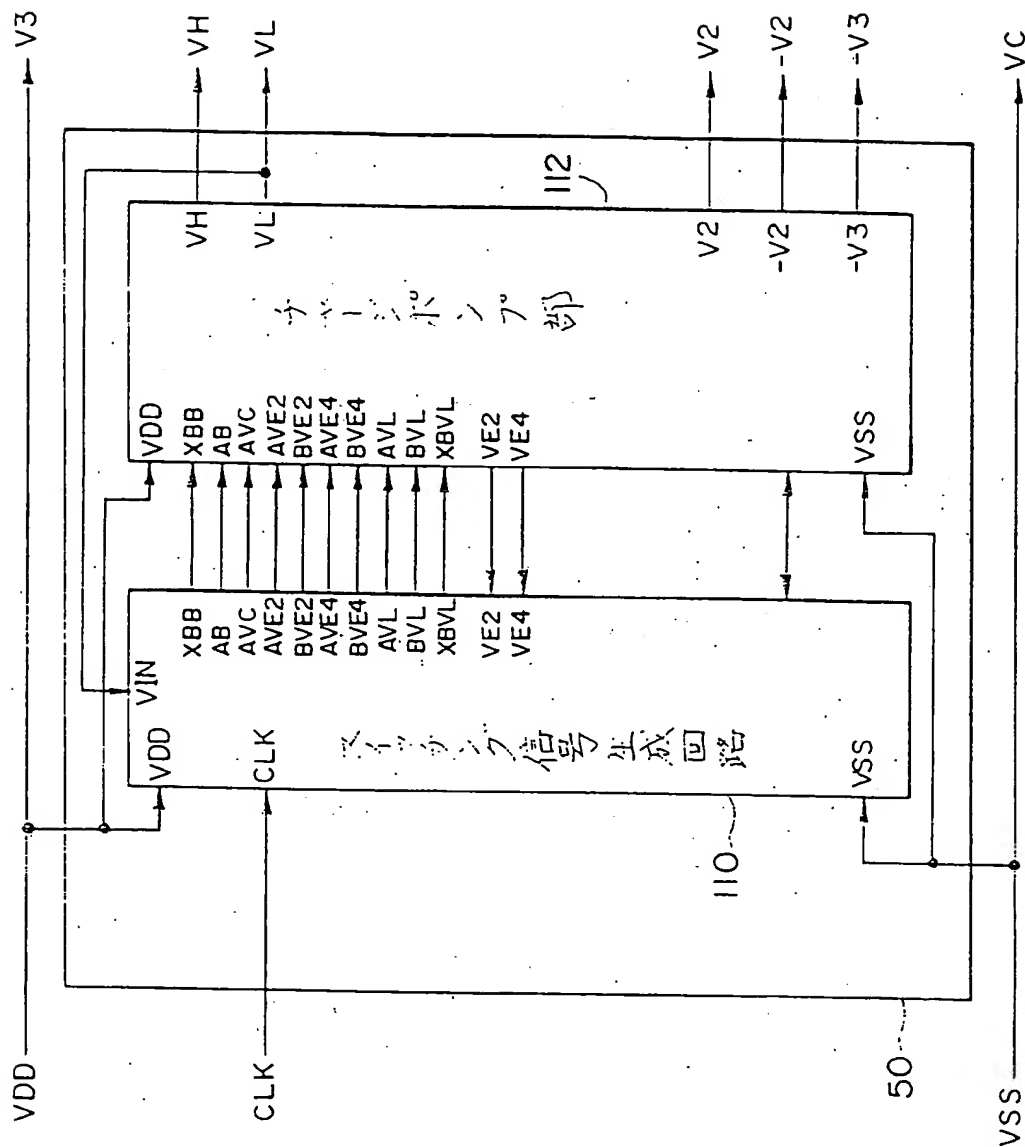 VDD
CLK
VSS
50
110
VDD
CLK
VSS
VIN
スイッチング信号生成回路
XBB
AB
AVC
AVE2
BVE2
AVE4
BVE4
AVL
BVL
XBVL
VE2
VE4
VDD
XBB
AB
AVC
AVE2
BVE2
AVE4
BVE4
AVL
BVL
XBVL
VE2
VE4
VSS
チャージポンプ部
VH
VL
V2
-V2
-V3
112
V3
VH
VL
V2
-V2
-V3
VC